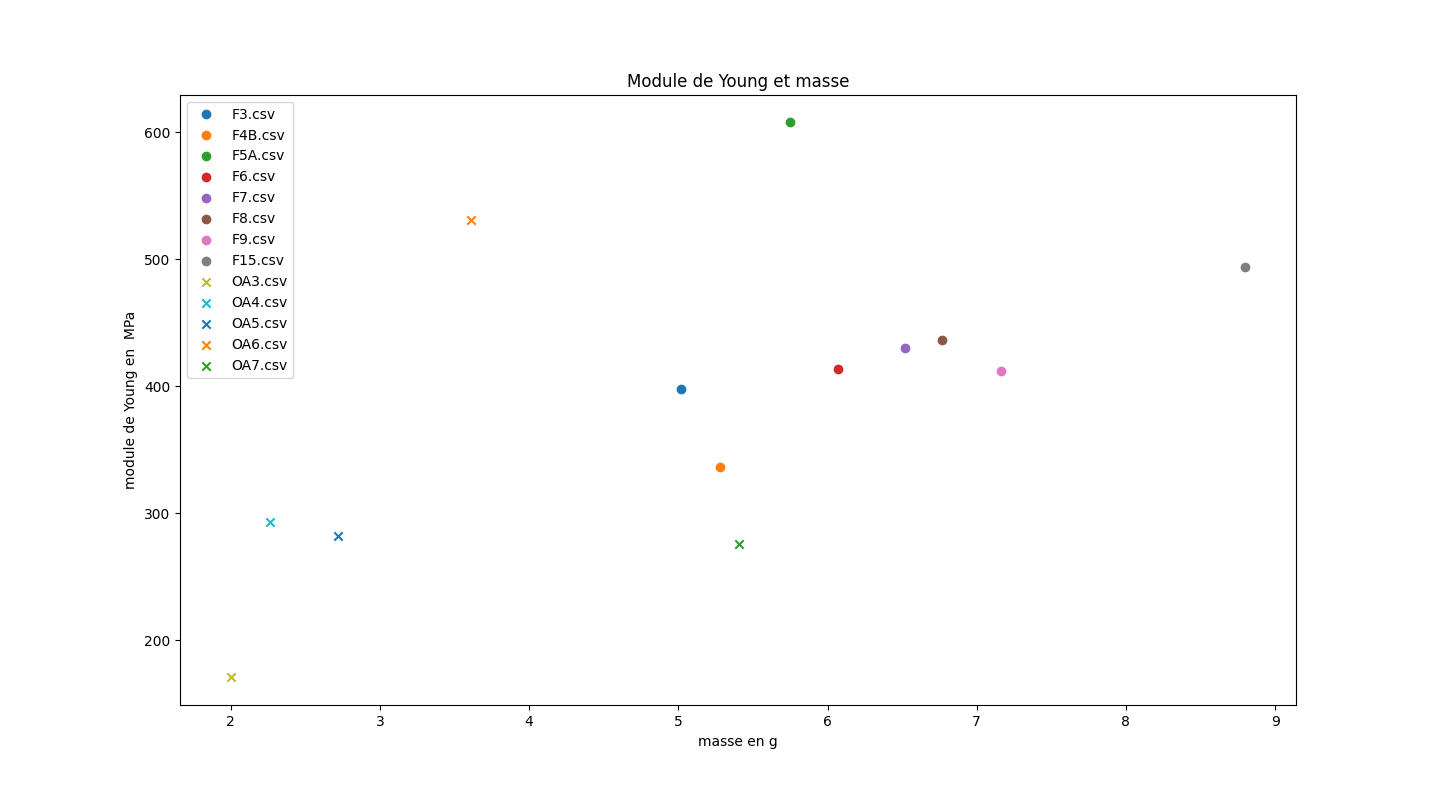 Module de Young et masse
F3.csv
F4B.csv
F5A.csv
F6.csv
F7.csv
F8.csv
F9.csv
F15.csv
OA3.csv
OA4.csv
OA5.csv
OA6.csv
OA7.csv
module de Young en  MPa
600
500
400
300
200
2 3 4 5 6 7 8 9
masse en g